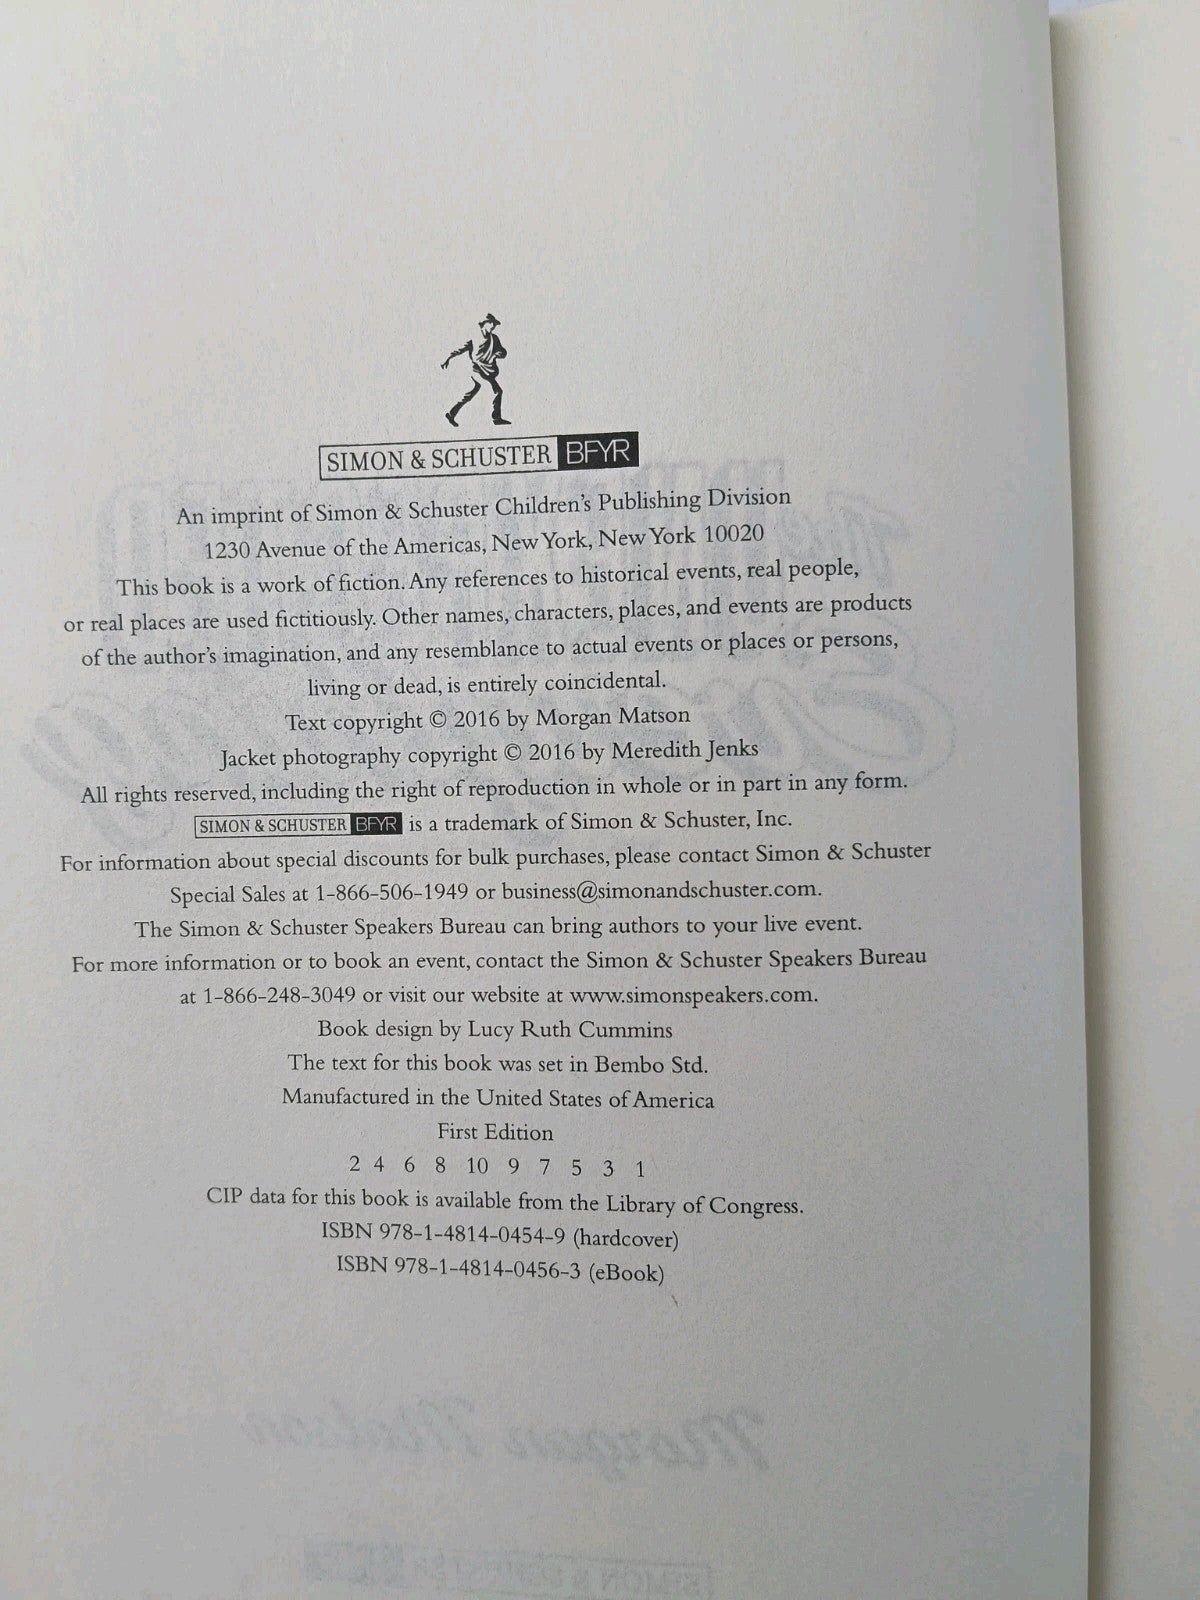 SIMON & SCHUSTER BFYR
An imprint of Simon & Schuster Children's Publishing Division
1230 Avenue of the Americas, New York, New York 10020
This book is a work of fiction. Any references to historical events, real people,
or real places are used fictitiously. Other names, characters, places, and events are products
of the author's imagination, and any resemblance to actual events or places or persons,
living or dead, is entirely coincidental.
Text copyright © 2016 by Morgan Matson
Jacket photography copyright © 2016 by Meredith Jenks
All rights reserved, including the right of reproduction in whole or in part in any form.
SIMON & SCHUSTER BFYR is a trademark of Simon & Schuster, Inc.
For information about special discounts for bulk purchases, please contact Simon & Schuster
Special Sales at 1-866-506-1949 or business@simonandschuster.com.
The Simon & Schuster Speakers Bureau can bring authors to your live event.
For more information or to book an event, contact the Simon & Schuster Speakers Bureau
at 1-866-248-3049 or visit our website at www.simonspeakers.com.
Book design by Lucy Ruth Cummins
The text for this book was set in Bembo Std.
Manufactured in the United States of America
First Edition
2 4 6 8 10 9 7 5 3 1
CIP data for this book is available from the Library of Congress.
ISBN 978-1-4814-0454-9 (hardcover)
ISBN 978-1-4814-0456-3 (eBook)
Morgan Matson